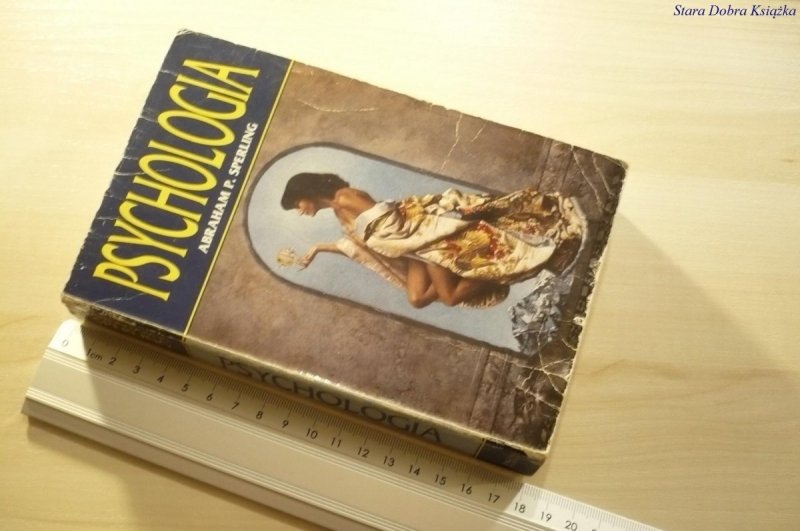 Stara Dobra Książka
PSYCHOLOGIA
ABRAHAM P. SPERLING
PSYCHOLOGIA
0 1cm 2 3 4 5 6 7 8 9 10 11 12 13 14 15 16 17 18 19 20